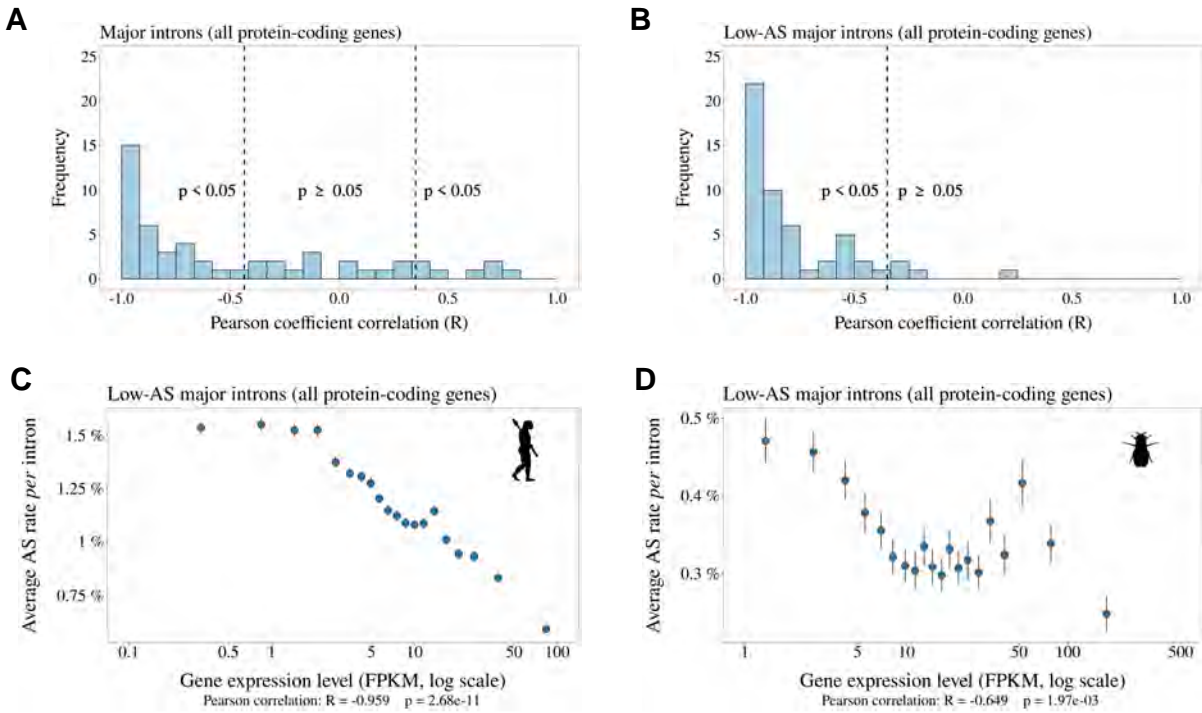 A
Major introns (all protein-coding genes)
25
20
15
10
5
0
Frequency
p < 0.05
p ≥ 0.05
p < 0.05
-1.0
-0.5
0.0
0.5
1.0
Pearson coefficient correlation (R)
B
Low-AS major introns (all protein-coding genes)
25
20
15
10
5
0
Frequency
p < 0.05
p ≥ 0.05
-1.0
-0.5
0.0
0.5
1.0
Pearson coefficient correlation (R)
C
Low-AS major introns (all protein-coding genes)
1.5 %
1.25 %
1 %
0.75 %
Average AS rate per intron
0.1
0.5
1
5
10
50
100
Gene expression level (FPKM, log scale)
Pearson correlation: R = -0.959 p = 2.68e-11
D
Low-AS major introns (all protein-coding genes)
0.5 %
0.4 %
0.3 %
Average AS rate per intron
1
5
10
50
100
500
Gene expression level (FPKM, log scale)
Pearson correlation: R = -0.649 p = 1.97e-03